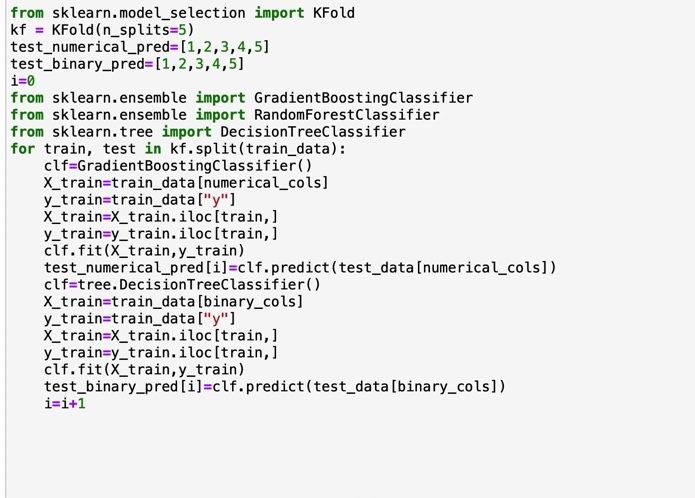 from sklearn.model_selection import KFold
kf = KFold(n_splits=5)
test_numerical_pred=[1,2,3,4,5]
test_binary_pred=[1,2,3,4,5]
i=0
from sklearn.ensemble import GradientBoostingClassifier
from sklearn.ensemble import RandomForestClassifier
from sklearn.tree import DecisionTreeClassifier
for train, test in kf.split(train_data):
    clf=GradientBoostingClassifier()
    X_train=train_data[numerical_cols]
    y_train=train_data["y"]
    X_train=X_train.iloc[train,]
    y_train=y_train.iloc[train,]
    clf.fit(X_train,y_train)
    test_numerical_pred[i]=clf.predict(test_data[numerical_cols])
    clf=tree.DecisionTreeClassifier()
    X_train=train_data[binary_cols]
    y_train=train_data["y"]
    X_train=X_train.iloc[train,]
    y_train=y_train.iloc[train,]
    clf.fit(X_train,y_train)
    test_binary_pred[i]=clf.predict(test_data[binary_cols])
    i=i+1